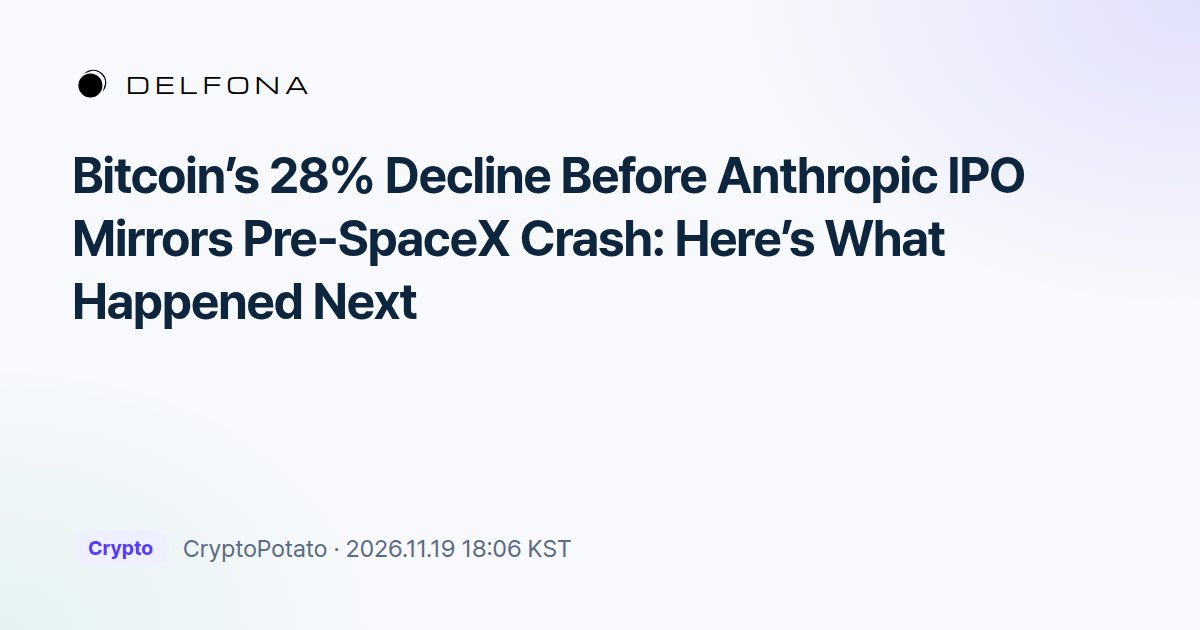 DELFONA
Bitcoin’s 28% Decline Before Anthropic IPO
Mirrors Pre-SpaceX Crash: Here’s What
Happened Next
Crypto CryptoPotato · 2026.11.19 18:06 KST